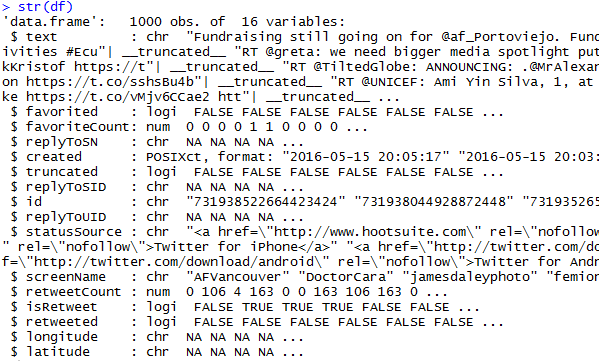 > str(df)
'data.frame':   1000 obs. of  16 variables:
 $ text         : chr  "Fundraising still going on for @af_Portoviejo. Fund
ivities #Ecu"| __truncated__ "RT @greta: we need bigger media spotlight put
kKristof https://t"| __truncated__ "RT @TiltedGlobe: ANNOUNCING: .@MrAlexan
on https://t.co/sshsBu4b"| __truncated__ "RT @UNICEF: Ami Yin Silva, 1, at
ke https://t.co/vMjv6CCae2 htt"| __truncated__ ...
 $ favorited    : logi  FALSE FALSE FALSE FALSE FALSE FALSE ...
 $ favoriteCount: num  0 0 0 0 1 1 0 0 0 0 ...
 $ replyToSN    : chr  NA NA NA NA ...
 $ created      : POSIXct, format: "2016-05-15 20:05:17" "2016-05-15 20:03:
 $ truncated    : logi  FALSE FALSE FALSE FALSE FALSE FALSE ...
 $ replyToSID   : chr  NA NA NA NA ...
 $ id           : chr  "731938522664423424" "731938044928872448" "731935265
 $ replyToUID   : chr  NA NA NA NA ...
 $ statusSource : chr  "<a href=\"http://www.hootsuite.com\" rel=\"nofollow
" rel=\"nofollow\">Twitter for iPhone</a>" "<a href=\"http://twitter.com/do
f=\"http://twitter.com/download/android\" rel=\"nofollow\">Twitter for Andr
 $ screenName   : chr  "AFVancouver" "DoctorCara" "jamesdaleyphoto" "femion
 $ retweetCount : num  0 106 4 163 0 0 163 106 163 0 ...
 $ isRetweet    : logi  FALSE TRUE TRUE TRUE FALSE FALSE ...
 $ retweeted    : logi  FALSE FALSE FALSE FALSE FALSE FALSE ...
 $ longitude    : chr  NA NA NA NA ...
 $ latitude     : chr  NA NA NA NA ...